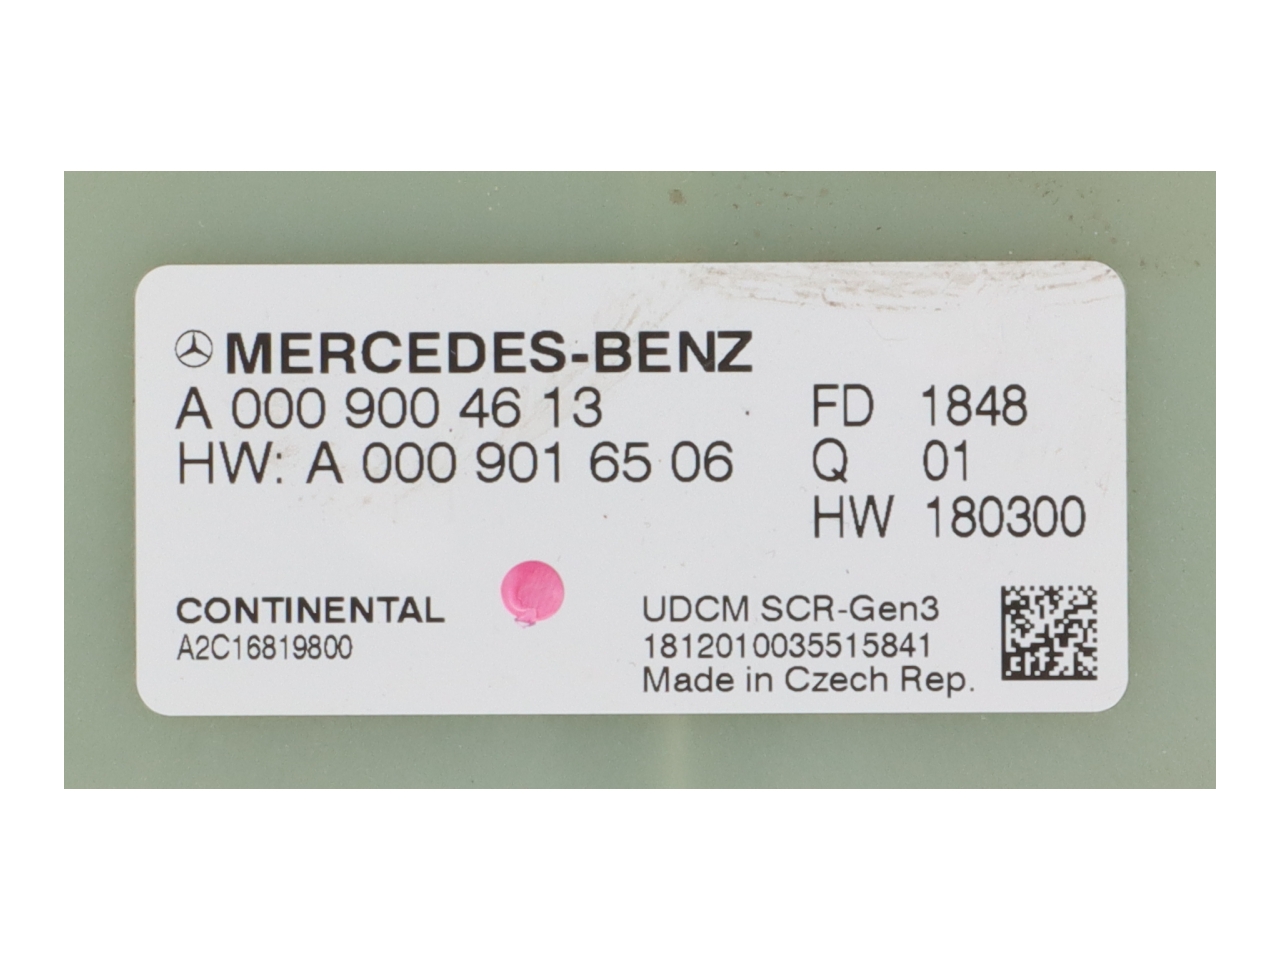 MERCEDES-BENZ
A 000 900 46 13
HW: A 000 901 65 06
FD 1848
Q 01
HW 180300
CONTINENTAL
A2C16819800
UDCM SCR-Gen3
1812010035515841
Made in Czech Rep.